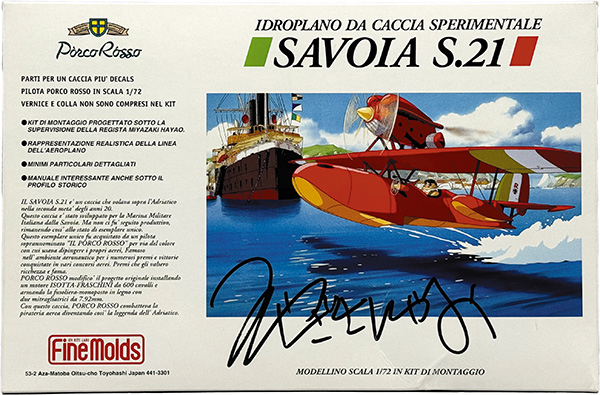 Porco Rosso
IDROPLANO DA CACCIA SPERIMENTALE
SAVOIA S.21
PARTI PER UN CACCIA PIU' DECALS
PILOTA PORCO ROSSO IN SCALA 1/72
VERNICE E COLLA NON SONO COMPRESI NEL KIT
●KIT DI MONTAGGIO PROGETTATO SOTTO LA
SUPERVISIONE DELLA REGISTA MIYAZAKI HAYAO.
●RAPPRESENTAZIONE REALISTICA DELLA LINEA
DELL'AEROPLANO
●MINIMI PARTICOLARI DETTAGLIATI
●MANUALE INTERESSANTE ANCHE SOTTO IL
PROFILO STORICO
IL SAVOIA S.21 e' un caccia che volava sopra l'Adriatico
nella seconda meta' degli anni 20.
Questo caccia e' stato sviluppato per la Marina Militare
Italiana dalla Savoia. Ma non ci fu' seguito produttivo,
rimanendo cosi' allo stato di esemplare unico.
Questo esemplare unico fu acquistato da un pilota
soprannominato "IL PORCO ROSSO" per via del colore
con cui usava dipingere i propri aerei, Famoso
nell'ambiente aeronautico per i numerosi premi e vittorie
conquistate in vari concorsi aerei. Premi che gli valsero
ricchezza e fama.
PORCO ROSSO modifico' il progetto originale installando
un motore ISOTTA-FRASCHINI da 600 cavalli e
armando la fusoliera-monoposto in legno con
due mitragliatrici da 7.92mm.
Con questo caccia, PORCO ROSSO combatteva la
pirateria aerea diventando cosi' la leggenda dell' Adriatico.
FineMolds
53-2 Aza-Matoba Oitsu-cho Toyohashi Japan 441-3301
MODELLINO SCALA 1/72 IN KIT DI MONTAGGIO